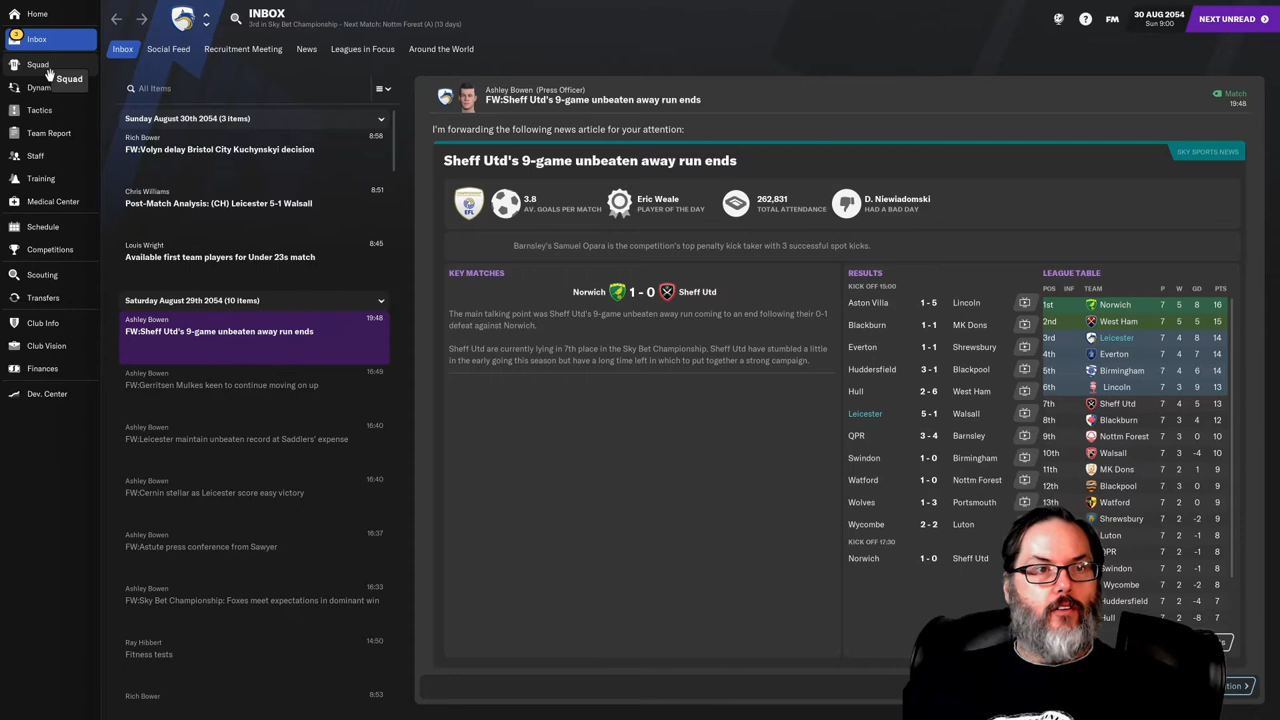 Home
3
Inbox
Squad
Squad
Dynam
Tactics
Team Report
Staff
Training
Medical Center
Schedule
Competitions
Scouting
Transfers
Club Info
Club Vision
Finances
Dev. Center
INBOX
3rd in Sky Bet Championship - Next Match: Nottm Forest (A) (13 days)
?
FM
30 AUG 2054
Sun 9:00
NEXT UNREAD
Inbox Social Feed Recruitment Meeting News Leagues in Focus Around the World
All Items
Sunday August 30th 2054 (3 items)
Rich Bower 8:58
FW:Volyn delay Bristol City Kuchynskyi decision
Chris Williams 8:51
Post-Match Analysis: (CH) Leicester 5-1 Walsall
Louis Wright 8:45
Available first team players for Under 23s match
Saturday August 29th 2054 (10 items)
Ashley Bowen 19:48
FW:Sheff Utd's 9-game unbeaten away run ends
Ashley Bowen 16:49
FW:Gerritsen Mulkes keen to continue moving on up
Ashley Bowen 16:40
FW:Leicester maintain unbeaten record at Saddlers' expense
Ashley Bowen 16:40
FW:Cernin stellar as Leicester score easy victory
Ashley Bowen 16:37
FW:Astute press conference from Sawyer
Ashley Bowen 16:33
FW:Sky Bet Championship: Foxes meet expectations in dominant win
Ray Hibbert 14:50
Fitness tests
Rich Bower 8:53
Ashley Bowen (Press Officer)
FW:Sheff Utd's 9-game unbeaten away run ends
Match
19:48
I'm forwarding the following news article for your attention:
Sheff Utd's 9-game unbeaten away run ends
SKY SPORTS NEWS
EFL
3.8
AV. GOALS PER MATCH
Eric Weale
PLAYER OF THE DAY
262,831
TOTAL ATTENDANCE
D. Niewiadomski
HAD A BAD DAY
Barnsley's Samuel Opara is the competition's top penalty kick taker with 3 successful spot kicks.
KEY MATCHES
Norwich 1 - 0 Sheff Utd
The main talking point was Sheff Utd's 9-game unbeaten away run coming to an end following their 0-1
defeat against Norwich.
Sheff Utd are currently lying in 7th place in the Sky Bet Championship. Sheff Utd have stumbled a little
in the early going this season but have a long time left in which to put together a strong campaign.
RESULTS
KICK OFF 15:00
Aston Villa 1 - 5 Lincoln
Blackburn 1 - 1 MK Dons
Everton 1 - 1 Shrewsbury
Huddersfield 3 - 1 Blackpool
Hull 2 - 6 West Ham
Leicester 5 - 1 Walsall
QPR 3 - 4 Barnsley
Swindon 1 - 0 Birmingham
Watford 1 - 0 Nottm Forest
Wolves 1 - 3 Portsmouth
Wycombe 2 - 2 Luton
KICK OFF 17:30
Norwich 1 - 0 Sheff Utd
LEAGUE TABLE
POS INF TEAM P W GD PTS
1st Norwich 7 5 8 16
2nd West Ham 7 5 5 15
3rd Leicester 7 4 8 14
4th Everton 7 4 7 14
5th Birmingham 7 4 6 14
6th Lincoln 7 3 9 13
7th Sheff Utd 7 4 5 13
8th Blackburn 7 3 4 12
9th Nottm Forest 7 3 0 10
10th Walsall 7 3 -4 10
11th MK Dons 7 2 1 9
12th Blackpool 7 2 0 9
13th Watford 7 2 0 9
Shrewsbury 7 2 -2 9
Luton 7 2 -1 8
QPR 7 2 -1 8
Swindon 7 2 -1 8
Wycombe 7 2 -2 8
Huddersfield 7 2 -4 7
Hull 7 2 -8 7